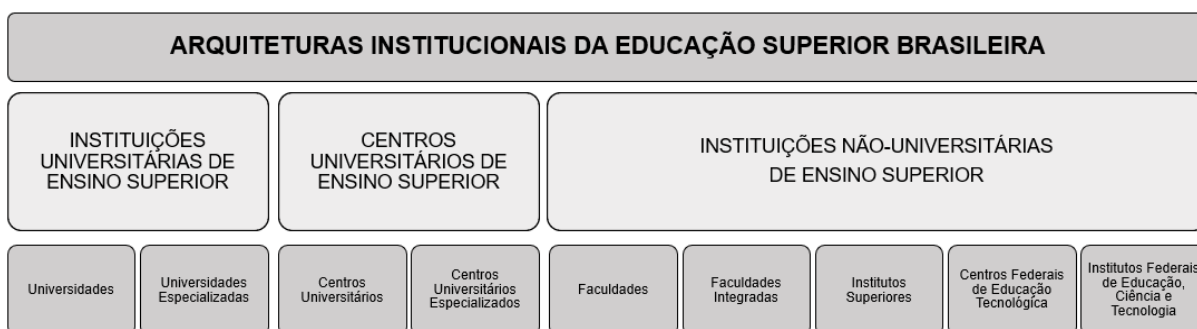 ARQUITETURAS INSTITUCIONAIS DA EDUCAÇÃO SUPERIOR BRASILEIRA
INSTITUIÇÕES
UNIVERSITÁRIAS DE
ENSINO SUPERIOR
CENTROS
UNIVERSITÁRIOS DE
ENSINO SUPERIOR
INSTITUIÇÕES NÃO-UNIVERSITÁRIAS
DE ENSINO SUPERIOR
Universidades
Universidades
Especializadas
Centros
Universitários
Centros
Universitários
Especializados
Faculdades
Faculdades
Integradas
Institutos
Superiores
Centros Federais
de Educação
Tecnológica
Institutos Federais
de Educação,
Ciência e
Tecnologia